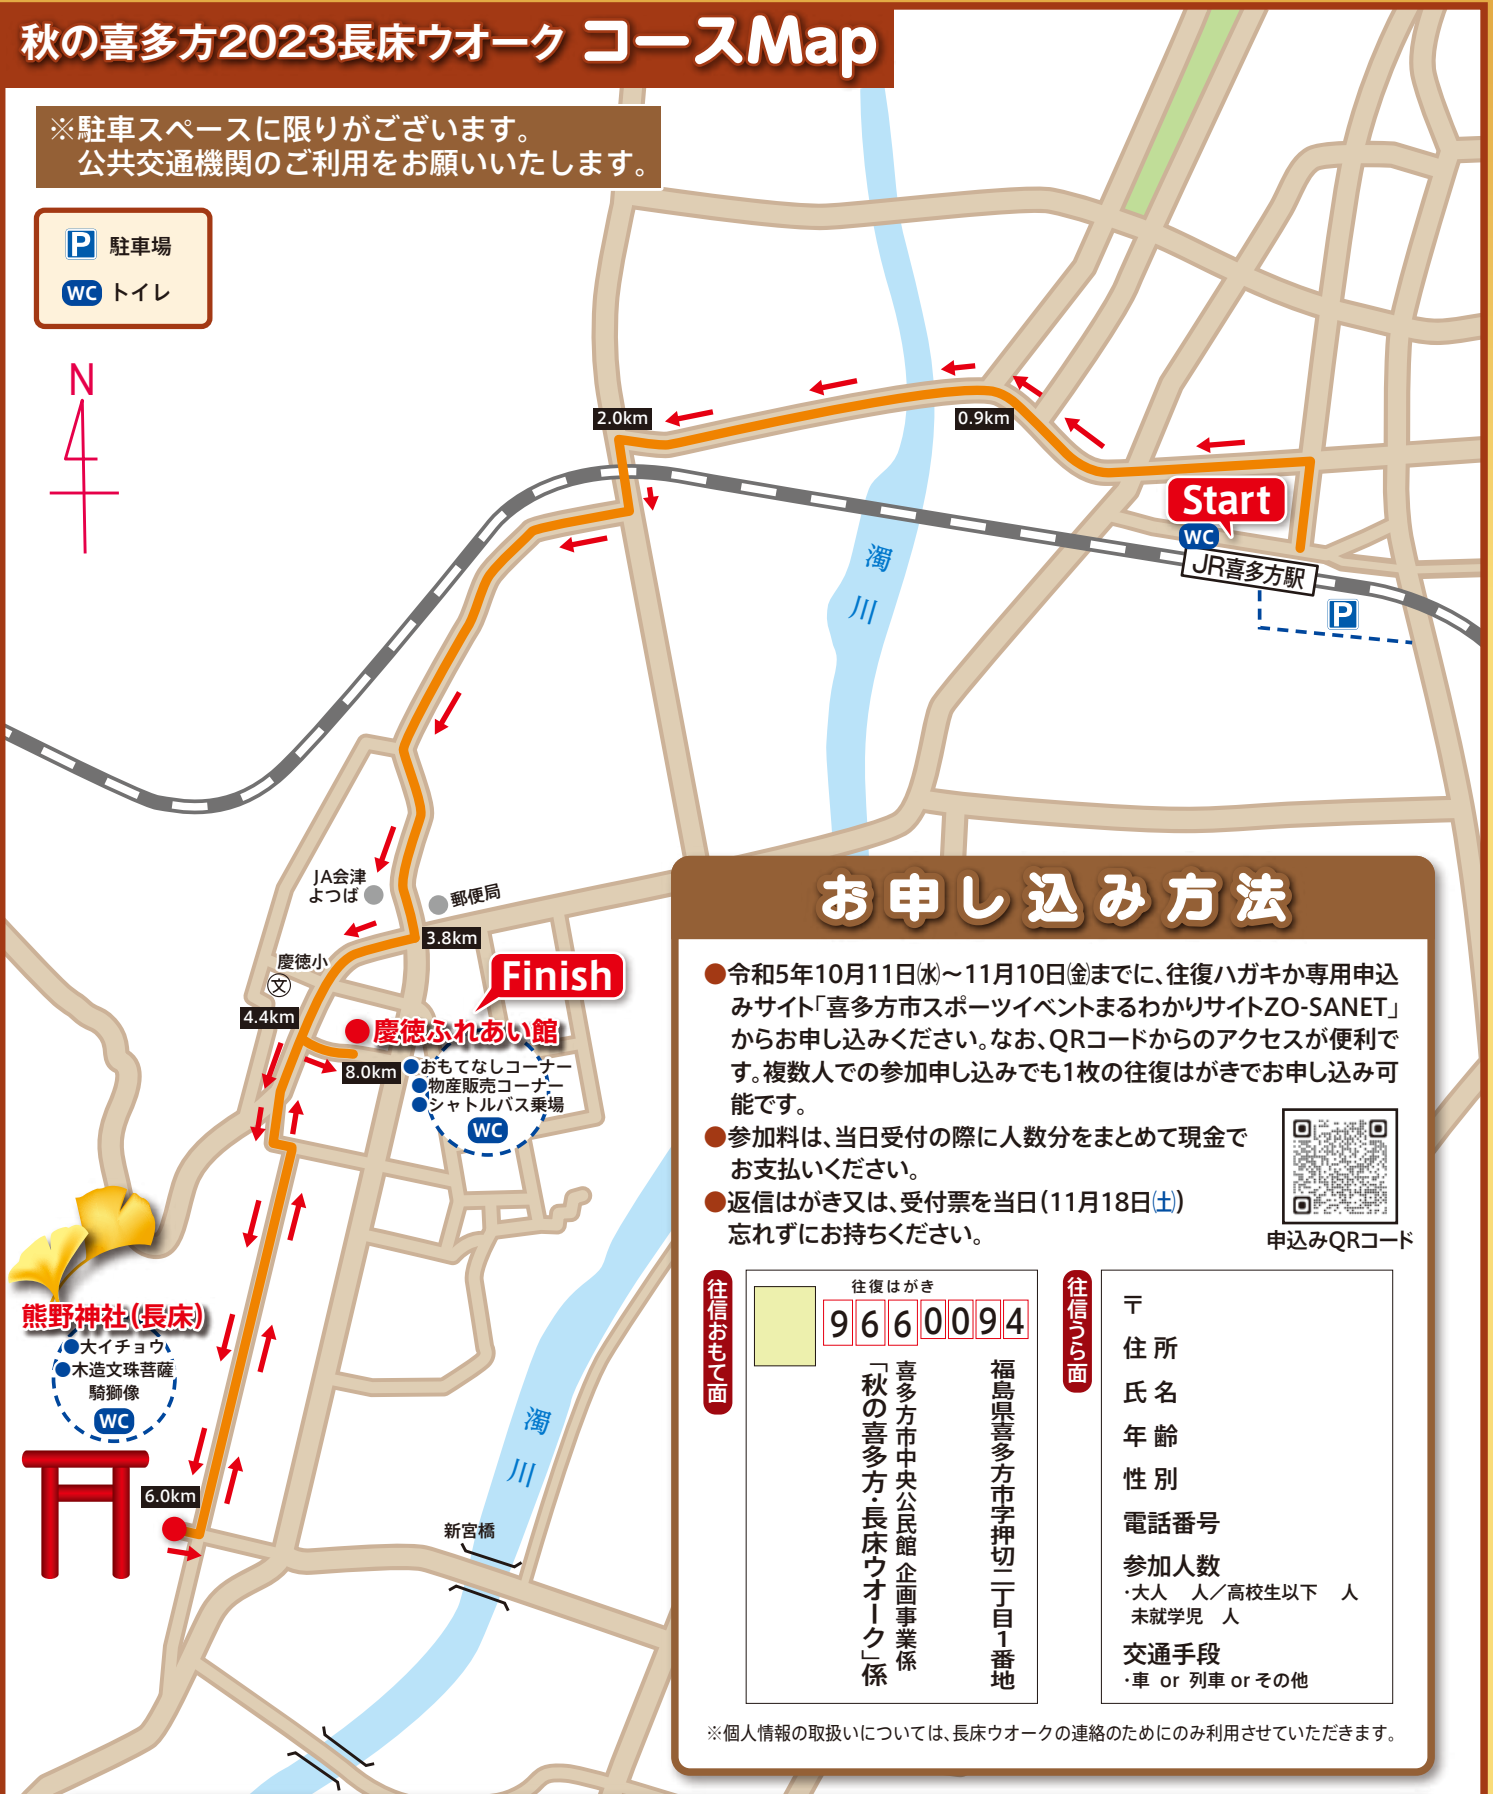 秋の喜多方2023長床ウオーク コースMap
※駐車スペースに限りがございます。
公共交通機関のご利用をお願いいたします。
P 駐車場
WC トイレ
N
2.0km
0.9km
Start
WC
JR喜多方駅
P
濁川
JA会津
よつば
郵便局
3.8km
慶徳小
文
4.4km
Finish
慶徳ふれあい館
8.0km
●おもてなしコーナー
●物産販売コーナー
●シャトルバス乗場
WC
熊野神社(長床)
●大イチョウ
●木造文珠菩薩
騎獅像
WC
6.0km
濁川
新宮橋
お申し込み方法
●令和5年10月11日㈬～11月10日㈮までに、往復ハガキか専用申込
みサイト「喜多方市スポーツイベントまるわかりサイトZO-SANET」
からお申し込みください。なお、QRコードからのアクセスが便利で
す。複数人での参加申し込みでも1枚の往復はがきでお申し込み可
能です。
●参加料は、当日受付の際に人数分をまとめて現金で
お支払いください。
●返信はがき又は、受付票を当日(11月18日㈯)
忘れずにお持ちください。
申込みQRコード
往信おもて面
往復はがき
9660094
福島県喜多方市字押切二丁目1番地
喜多方市中央公民館 企画事業係
「秋の喜多方・長床ウオーク」係
往信うら面
〒
住所
氏名
年齢
性別
電話番号
参加人数
・大人 人／高校生以下 人
未就学児 人
交通手段
・車 or 列車 or その他
※個人情報の取扱いについては、長床ウオークの連絡のためにのみ利用させていただきます。